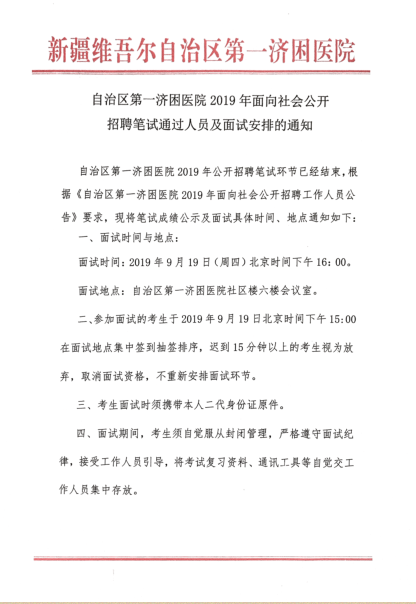 新疆维吾尔自治区第一济困医院
自治区第一济困医院 2019 年面向社会公开
招聘笔试通过人员及面试安排的通知
自治区第一济困医院 2019 年公开招聘笔试环节已经结束,根
据《自治区第一济困医院 2019 年面向社会公开招聘工作人员公
告》要求，现将笔试成绩公示及面试具体时间、地点通知如下：
一、面试时间与地点：
面试时间：2019 年 9 月 19 日（周四）北京时间下午 16：00。
面试地点：自治区第一济困医院社区楼六楼会议室。
二、参加面试的考生于 2019 年 9 月 19 日北京时间下午 15:00
在面试地点集中签到抽签排序，迟到 15 分钟以上的考生视为放
弃，取消面试资格，不重新安排面试环节。
三、考生面试时须携带本人二代身份证原件。
四、面试期间，考生须自觉服从封闭管理，严格遵守面试纪
律，接受工作人员引导，将考试复习资料、通讯工具等自觉交工
作人员集中存放。